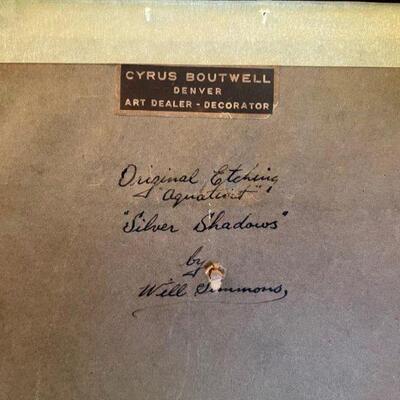 CYRUS BOUTWELL
DENVER
ART DEALER - DECORATOR
Original Etching
"Aquatint"
"Silver Shadows"
by
Will Simmons,